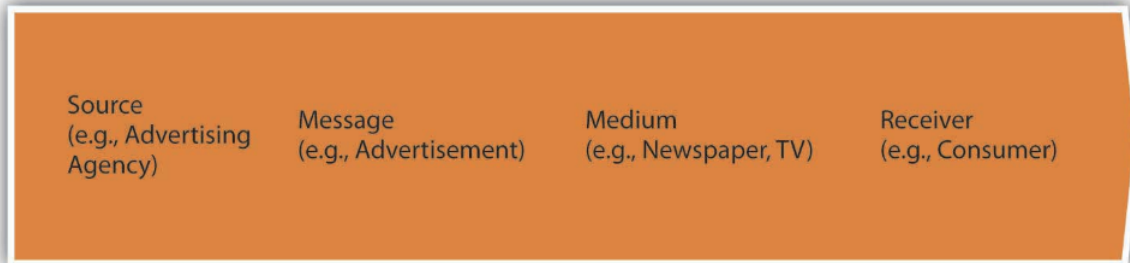 Source
(e.g., Advertising
Agency)
Message
(e.g., Advertisement)
Medium
(e.g., Newspaper, TV)
Receiver
(e.g., Consumer)